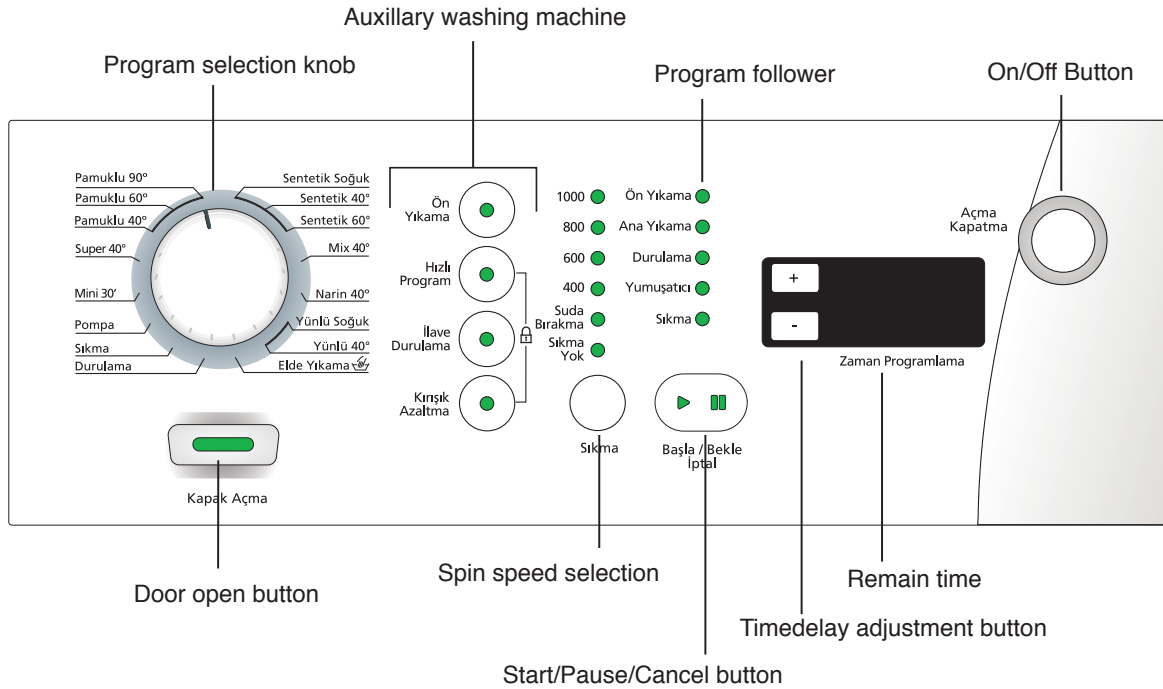 Auxillary washing machine
Program selection knob
Program follower
On/Off Button
Pamuklu 90°
Pamuklu 60°
Pamuklu 40°
Super 40°
Mini 30'
Pompa
Sıkma
Durulama
Sentetik Soğuk
Sentetik 40°
Sentetik 60°
Mix 40°
Narin 40°
Yünlü Soğuk
Yünlü 40°
Elde Yıkama
Kapak Açma
Ön
Yıkama
Hızlı
Program
İlave
Durulama
Kırışık
Azaltma
1000
800
600
400
Suda
Bırakma
Sıkma
Yok
Sıkma
Ön Yıkama
Ana Yıkama
Durulama
Yumuşatıcı
Sıkma
Başla / Bekle
İptal
+
-
Zaman Programlama
Açma
Kapatma
Door open button
Spin speed selection
Remain time
Timedelay adjustment button
Start/Pause/Cancel button